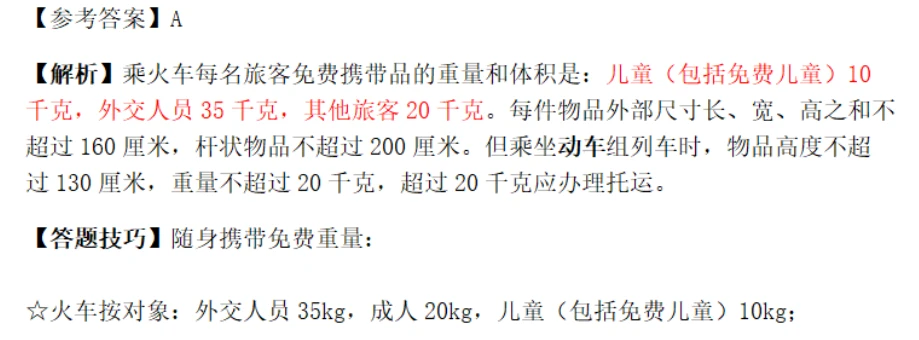 【参考答案】A
【解析】乘火车每名旅客免费携带品的重量和体积是：儿童（包括免费儿童）10
千克，外交人员 35 千克，其他旅客 20 千克。每件物品外部尺寸长、宽、高之和不
超过 160 厘米，杆状物品不超过 200 厘米。但乘坐动车组列车时，物品高度不超
过 130 厘米，重量不超过 20 千克，超过 20 千克应办理托运。
【答题技巧】随身携带免费重量：
☆火车按对象：外交人员 35kg，成人 20kg，儿童（包括免费儿童）10kg；